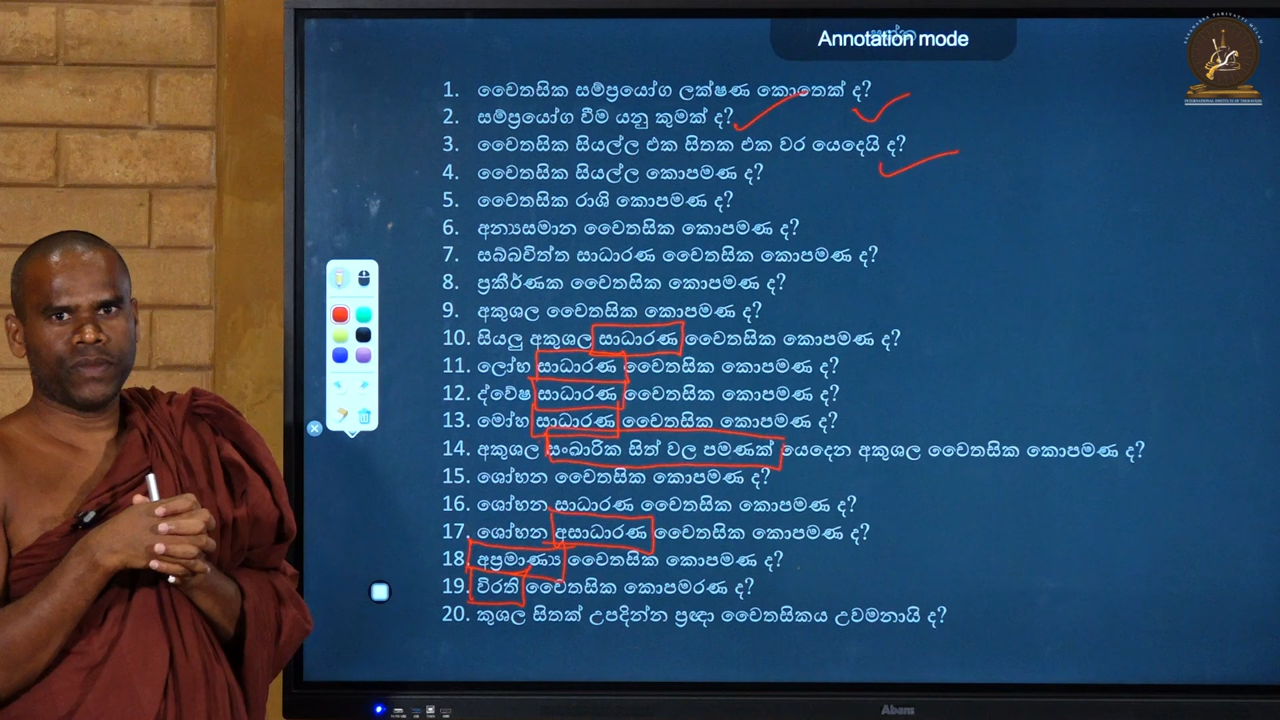 Annotation mode
1. චෛතසික සම්ප්‍රයෝග ලක්ෂණ කොතෙක් ද?
2. සම්ප්‍රයෝග වීම යනු කුමක් ද?
3. චෛතසික සියල්ල එක සිතක එක වර යෙදෙයි ද?
4. චෛතසික සියල්ල කොපමණ ද?
5. චෛතසික රාශි කොපමණ ද?
6. අන්‍යසමාන චෛතසික කොපමණ ද?
7. සබ්බචිත්ත සාධාරණ චෛතසික කොපමණ ද?
8. ප්‍රකීර්ණක චෛතසික කොපමණ ද?
9. අකුශල චෛතසික කොපමණ ද?
10. සියලු අකුශල සාධාරණ චෛතසික කොපමණ ද?
11. ලෝභ සාධාරණ චෛතසික කොපමණ ද?
12. ද්වේෂ සාධාරණ චෛතසික කොපමණ ද?
13. මෝහ සාධාරණ චෛතසික කොපමණ ද?
14. අකුශල සංඛාරික සිත් වල පමණක් යෙදෙන අකුශල චෛතසික කොපමණ ද?
15. ශෝභන චෛතසික කොපමණ ද?
16. ශෝභන සාධාරණ චෛතසික කොපමණ ද?
17. ශෝභන අසාධාරණ චෛතසික කොපමණ ද?
18. අප්‍රමාණ්‍ය චෛතසික කොපමණ ද?
19. විරති චෛතසික කොපමරණ ද?
20. කුශල සිතක් උපදින්න ප්‍රඥා චෛතසිකය උවමනායි ද?
Abans